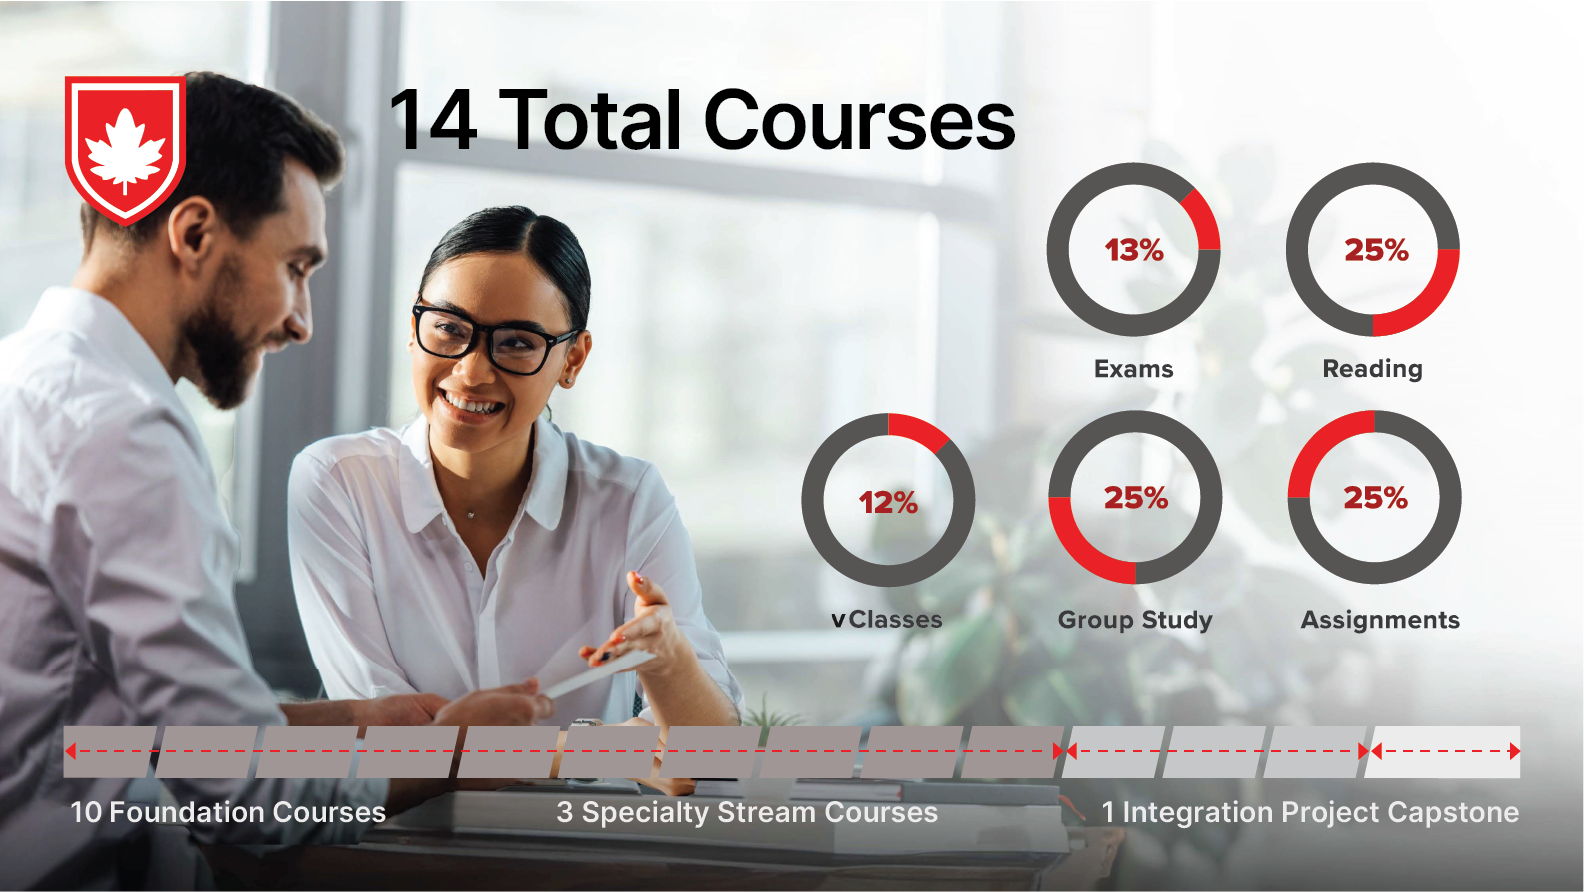 14 Total Courses
13%
25%
Exams
Reading
12%
25%
25%
vClasses
Group Study
Assignments
10 Foundation Courses
3 Specialty Stream Courses
1 Integration Project Capstone